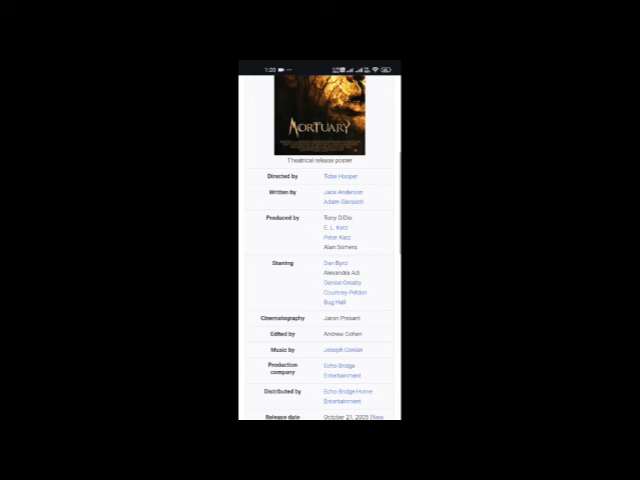 1:20
MORTUARY
Theatrical release poster
Directed by Tobe Hooper
Written by Jace Anderson
Adam Gierasch
Produced by Tony DiDio
E. L. Katz
Peter Katz
Alan Somers
Starring Dan Byrd
Alexandra Adi
Denise Crosby
Courtney Peldon
Bug Hall
Cinematography Jaron Presant
Edited by Andrew Cohen
Music by Joseph Conlan
Production Echo Bridge
company Entertainment
Distributed by Echo Bridge Home
Entertainment
Release date October 21, 2005 (New